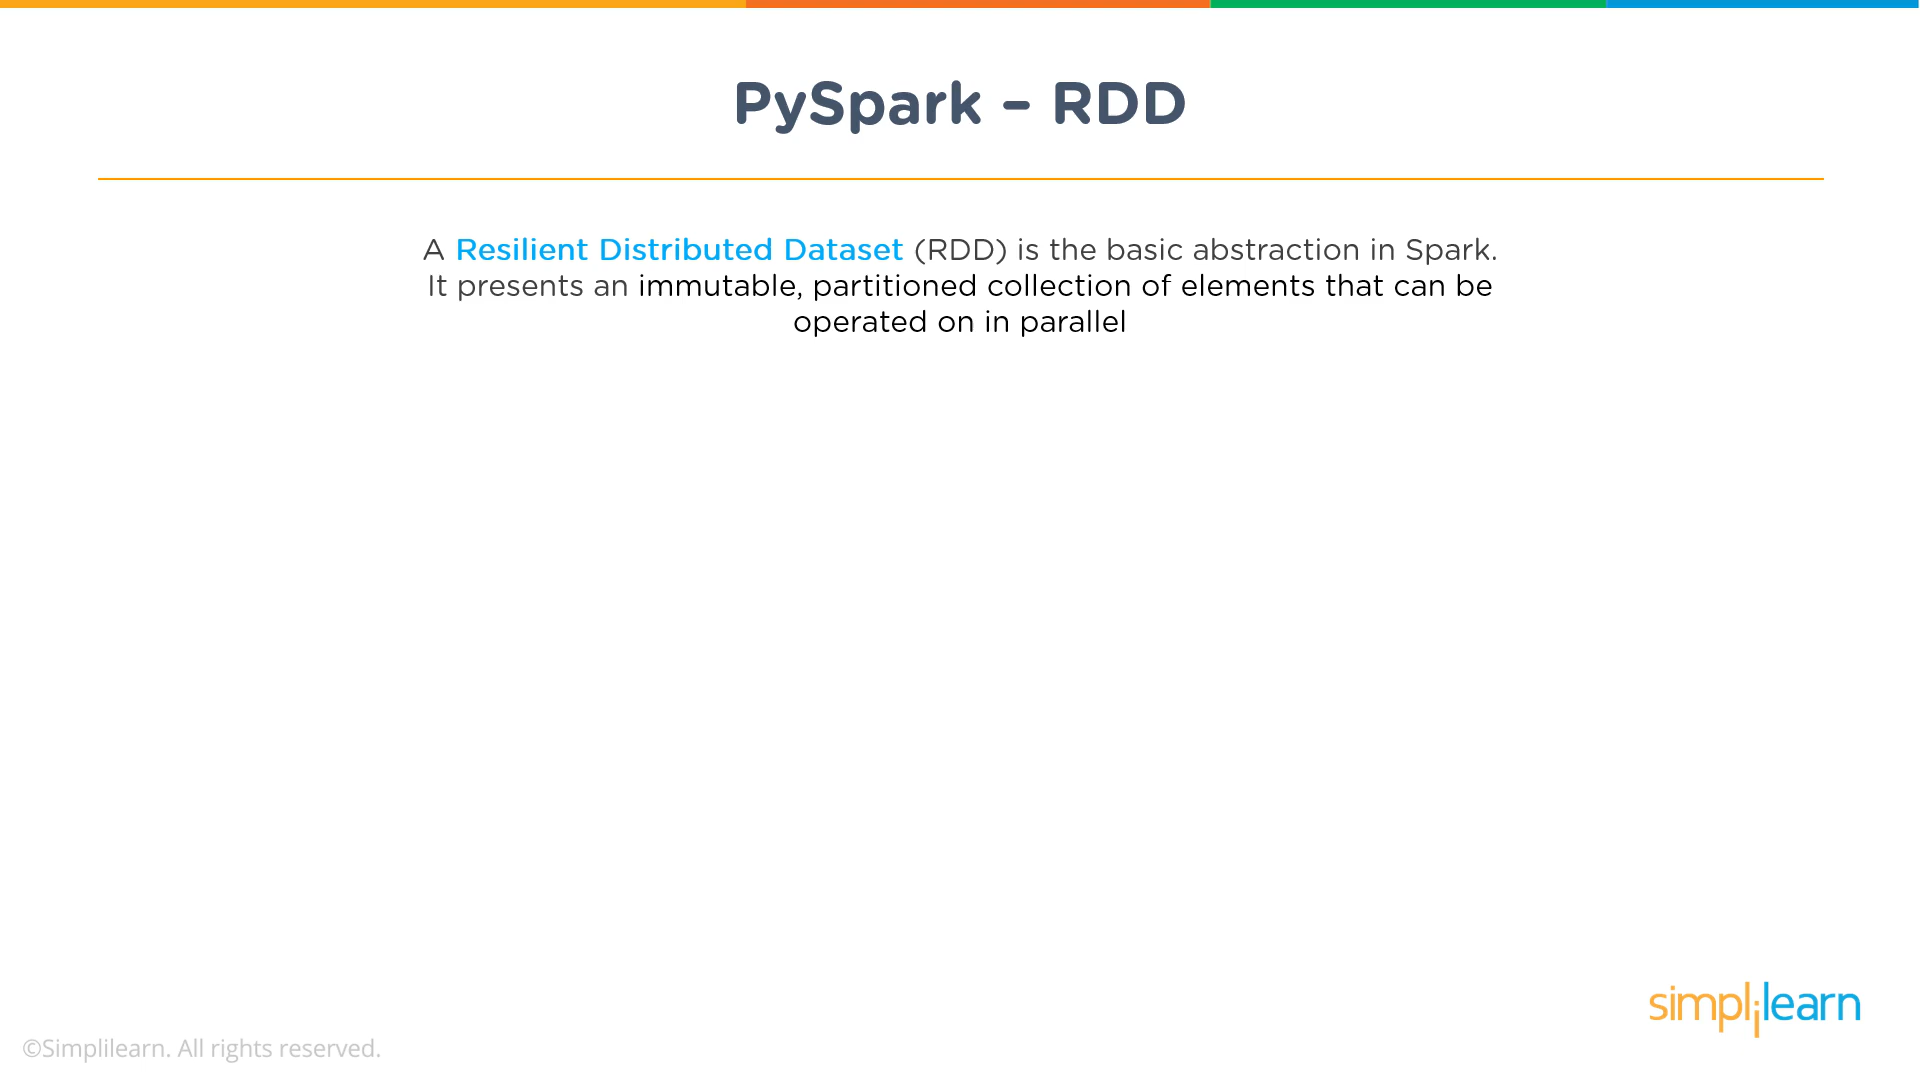 PySpark – RDD
A Resilient Distributed Dataset (RDD) is the basic abstraction in Spark.
It presents an immutable, partitioned collection of elements that can be
operated on in parallel
simplilearn
©Simplilearn. All rights reserved.